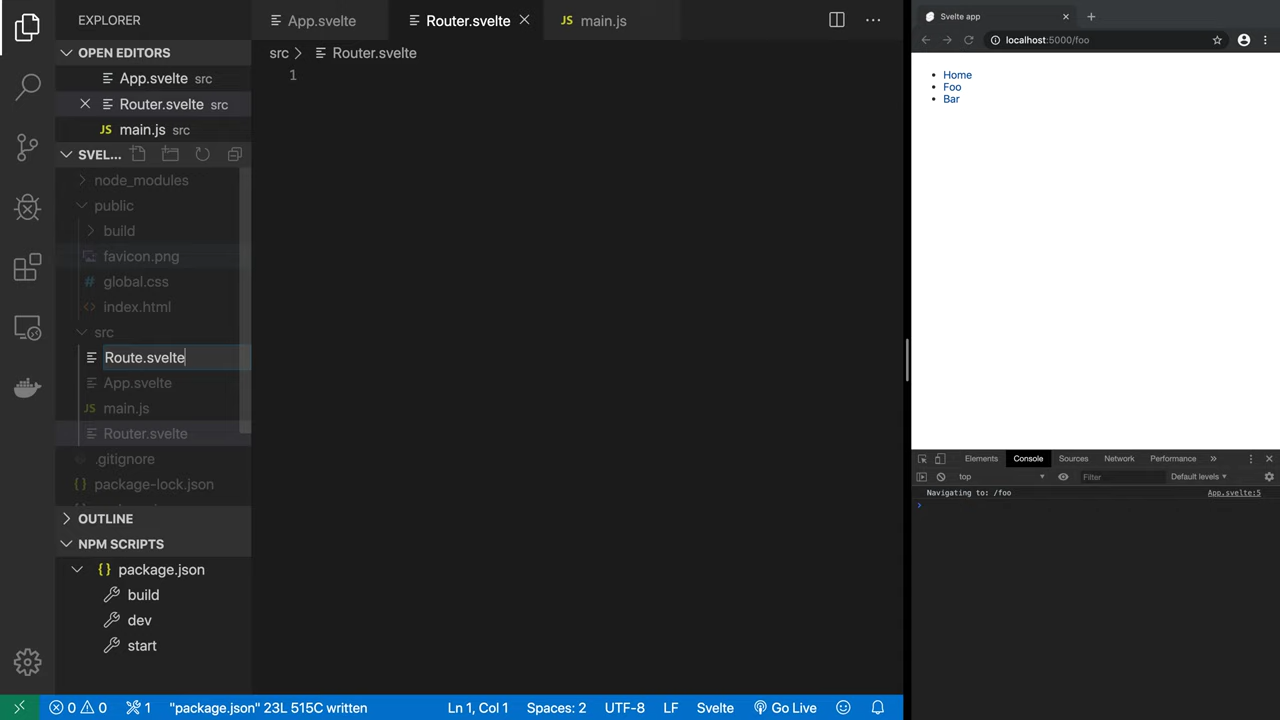 EXPLORER
OPEN EDITORS
App.svelte src
Router.svelte src
JS main.js src
SVEL...
node_modules
public
build
favicon.png
# global.css
<> index.html
src
Route.svelte
App.svelte
JS main.js
Router.svelte
.gitignore
{} package-lock.json
OUTLINE
NPM SCRIPTS
{} package.json
build
dev
start
App.svelte
Router.svelte
JS main.js
src > Router.svelte
1
Svelte app
localhost:5000/foo
Home
Foo
Bar
Elements Console Sources Network Performance »
top Filter Default levels
Navigating to: /foo App.svelte:5
0 0 1 "package.json" 23L 515C written Ln 1, Col 1 Spaces: 2 UTF-8 LF Svelte Go Live